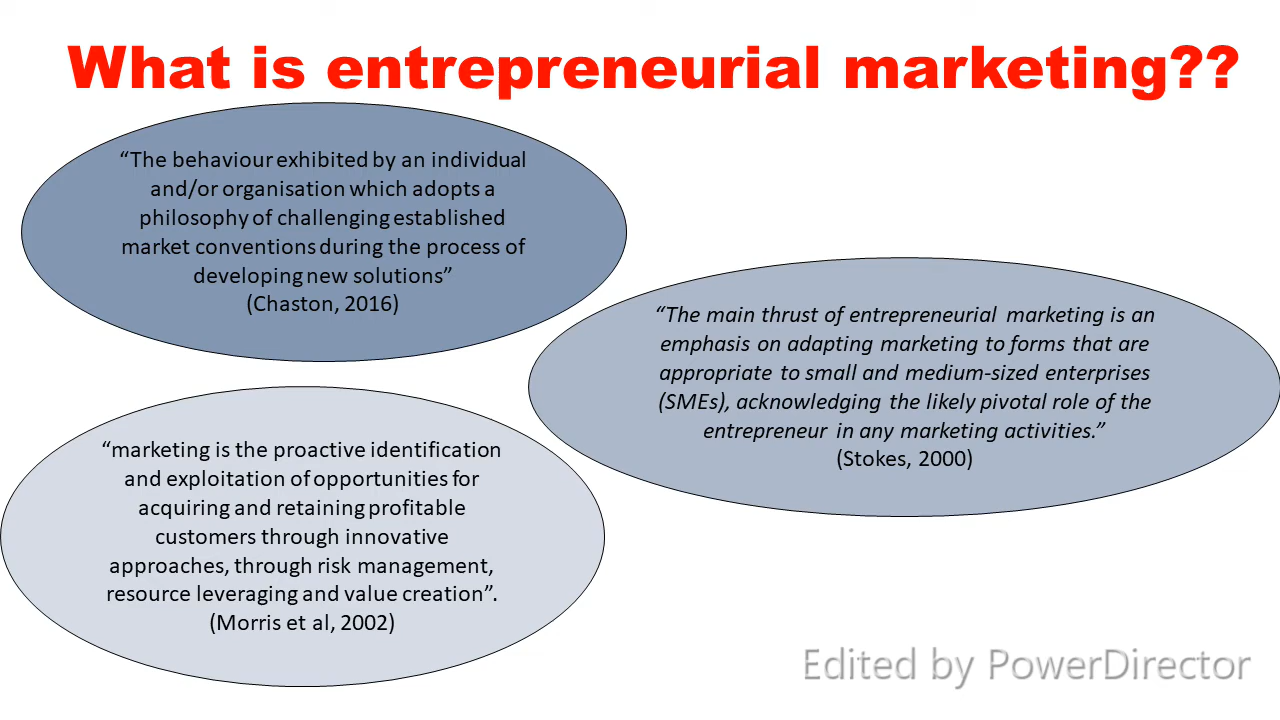 What is entrepreneurial marketing??
“The behaviour exhibited by an individual
and/or organisation which adopts a
philosophy of challenging established
market conventions during the process of
developing new solutions”
(Chaston, 2016)
“The main thrust of entrepreneurial marketing is an
emphasis on adapting marketing to forms that are
appropriate to small and medium-sized enterprises
(SMEs), acknowledging the likely pivotal role of the
entrepreneur in any marketing activities.”
(Stokes, 2000)
“marketing is the proactive identification
and exploitation of opportunities for
acquiring and retaining profitable
customers through innovative
approaches, through risk management,
resource leveraging and value creation”.
(Morris et al, 2002)
Edited by PowerDirector